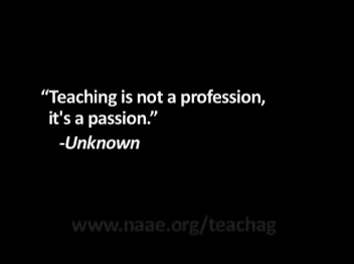 “Teaching is not a profession,
it's a passion.”
-Unknown
www.naae.org/teachag